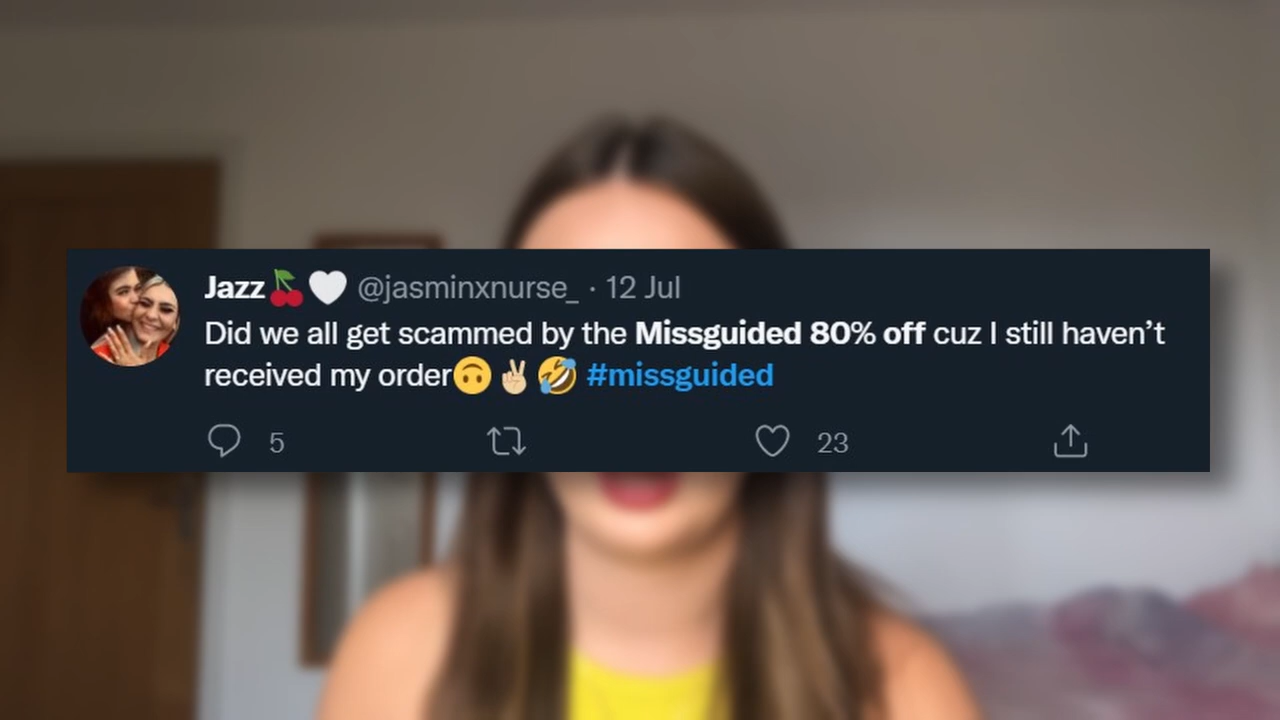 Jazz🍒🤍 @jasminxnurse_ · 12 Jul
Did we all get scammed by the Missguided 80% off cuz I still haven’t
received my order🙃✌🏼🤣 #missguided
5 23